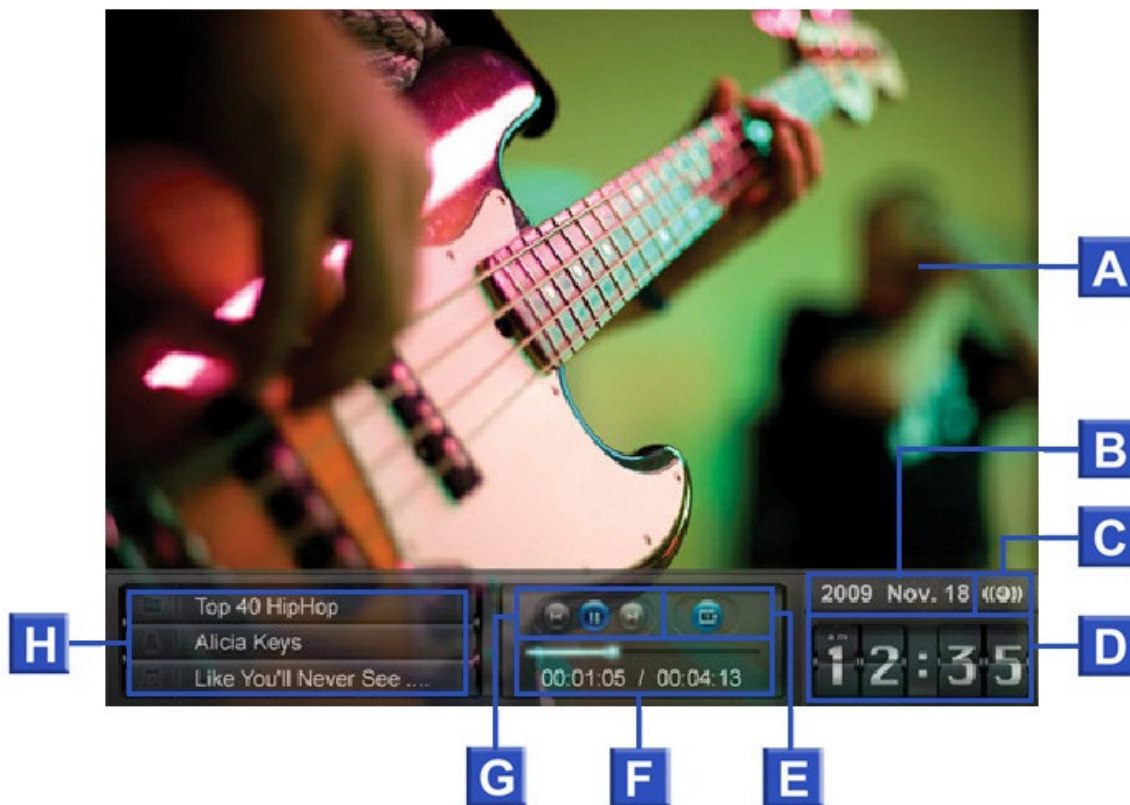 A
B
C
2009 Nov. 18
D
am
12:35
Top 40 HipHop
H
Alicia Keys
Like You'll Never See ....
00:01:05 / 00:04:13
G
F
E